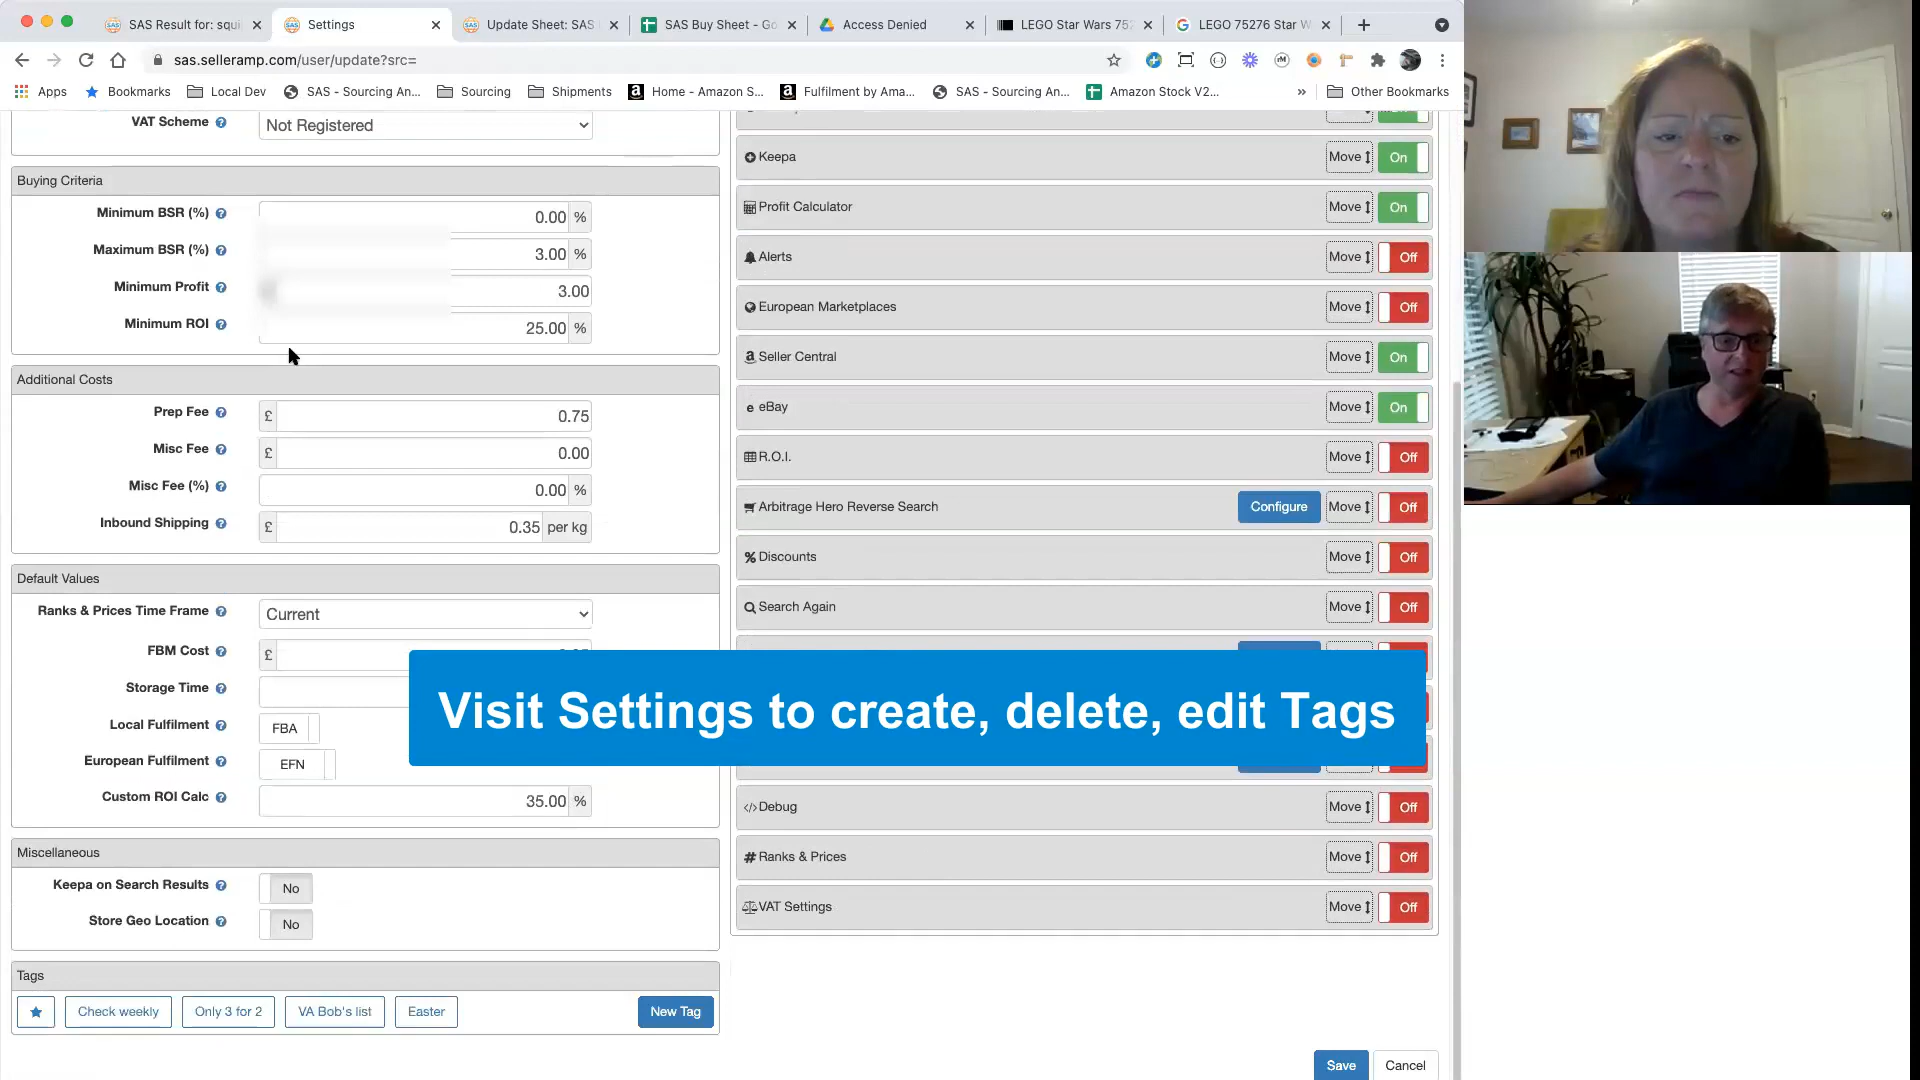 SAS Result for: squi
Settings
Update Sheet: SAS
SAS Buy Sheet - Go
Access Denied
LEGO Star Wars 752
LEGO 75276 Star W
sas.selleramp.com/user/update?src=
Apps
Bookmarks
Local Dev
SAS - Sourcing An...
Sourcing
Shipments
Home - Amazon S...
Fulfilment by Ama...
SAS - Sourcing An...
Amazon Stock V2...
»
Other Bookmarks
VAT Scheme
Not Registered
Buying Criteria
Minimum BSR (%) 0.00 %
Maximum BSR (%) 3.00 %
Minimum Profit 3.00
Minimum ROI 25.00 %
Additional Costs
Prep Fee £ 0.75
Misc Fee £ 0.00
Misc Fee (%) 0.00 %
Inbound Shipping £ 0.35 per kg
Default Values
Ranks & Prices Time Frame Current
FBM Cost £
Storage Time
Local Fulfilment FBA
European Fulfilment EFN
Custom ROI Calc 35.00 %
Miscellaneous
Keepa on Search Results No
Store Geo Location No
Tags
Check weekly
Only 3 for 2
VA Bob's list
Easter
New Tag
Keepa Move On
Profit Calculator Move On
Alerts Move Off
European Marketplaces Move Off
Seller Central Move On
eBay Move On
R.O.I. Move Off
Arbitrage Hero Reverse Search Configure Move Off
Discounts Move Off
Search Again Move Off
Visit Settings to create, delete, edit Tags
Debug Move Off
Ranks & Prices Move Off
VAT Settings Move Off
Save
Cancel